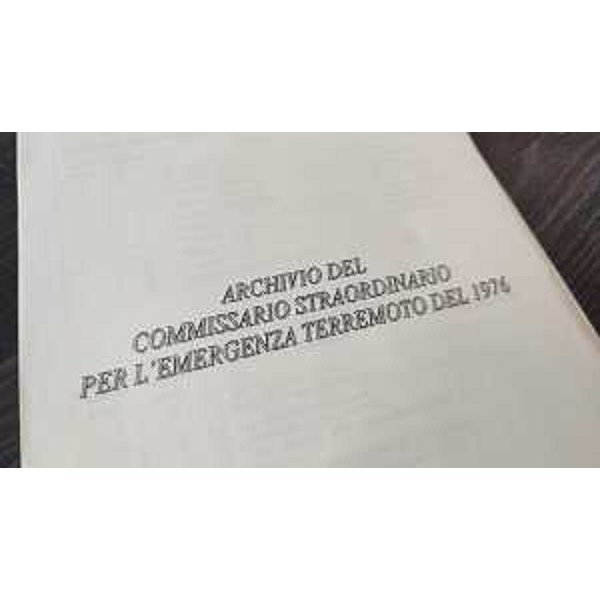 ARCHIVIO DEL
COMMISSARIO STRAORDINARIO
PER L'EMERGENZA TERREMOTO DEL 1976